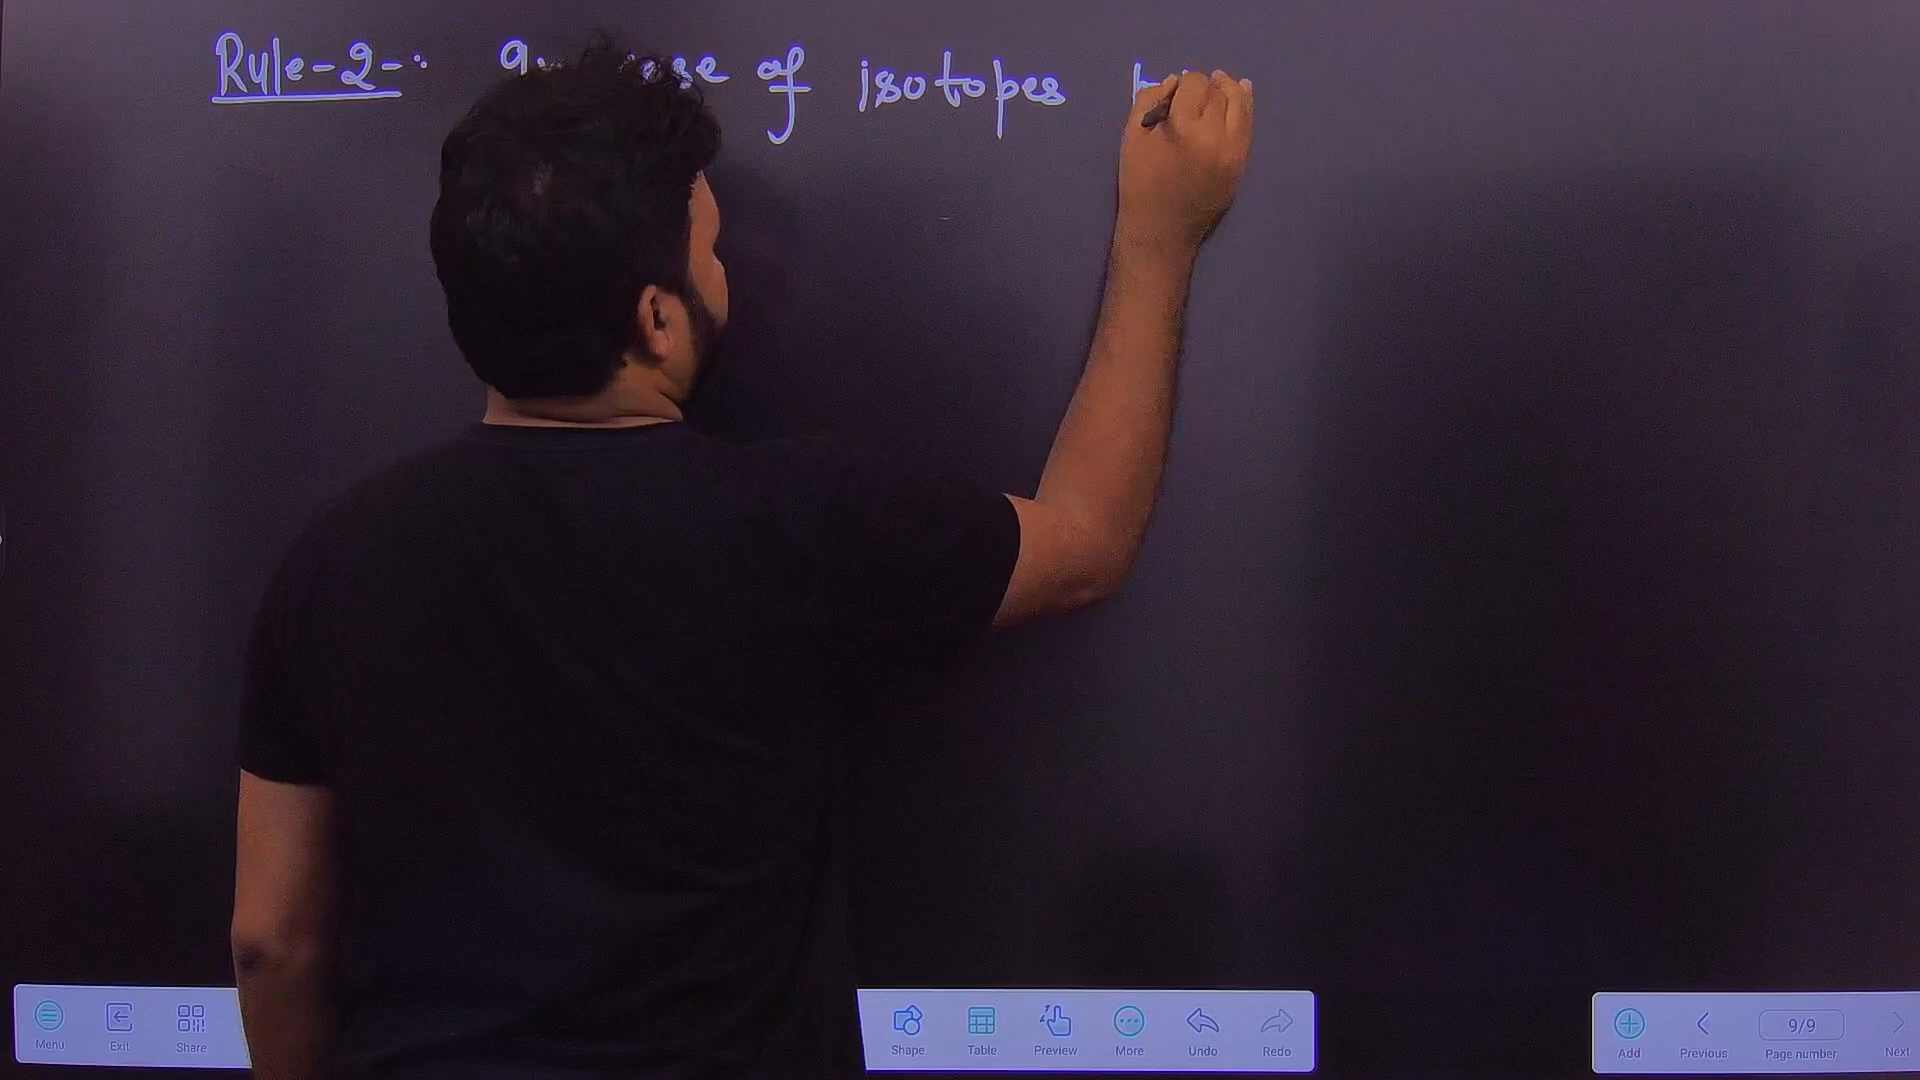 Rule-2-: of isotopes
Menu Exit Share Shape Table Preview More Undo Redo Add Previous 9/9 Page number Next